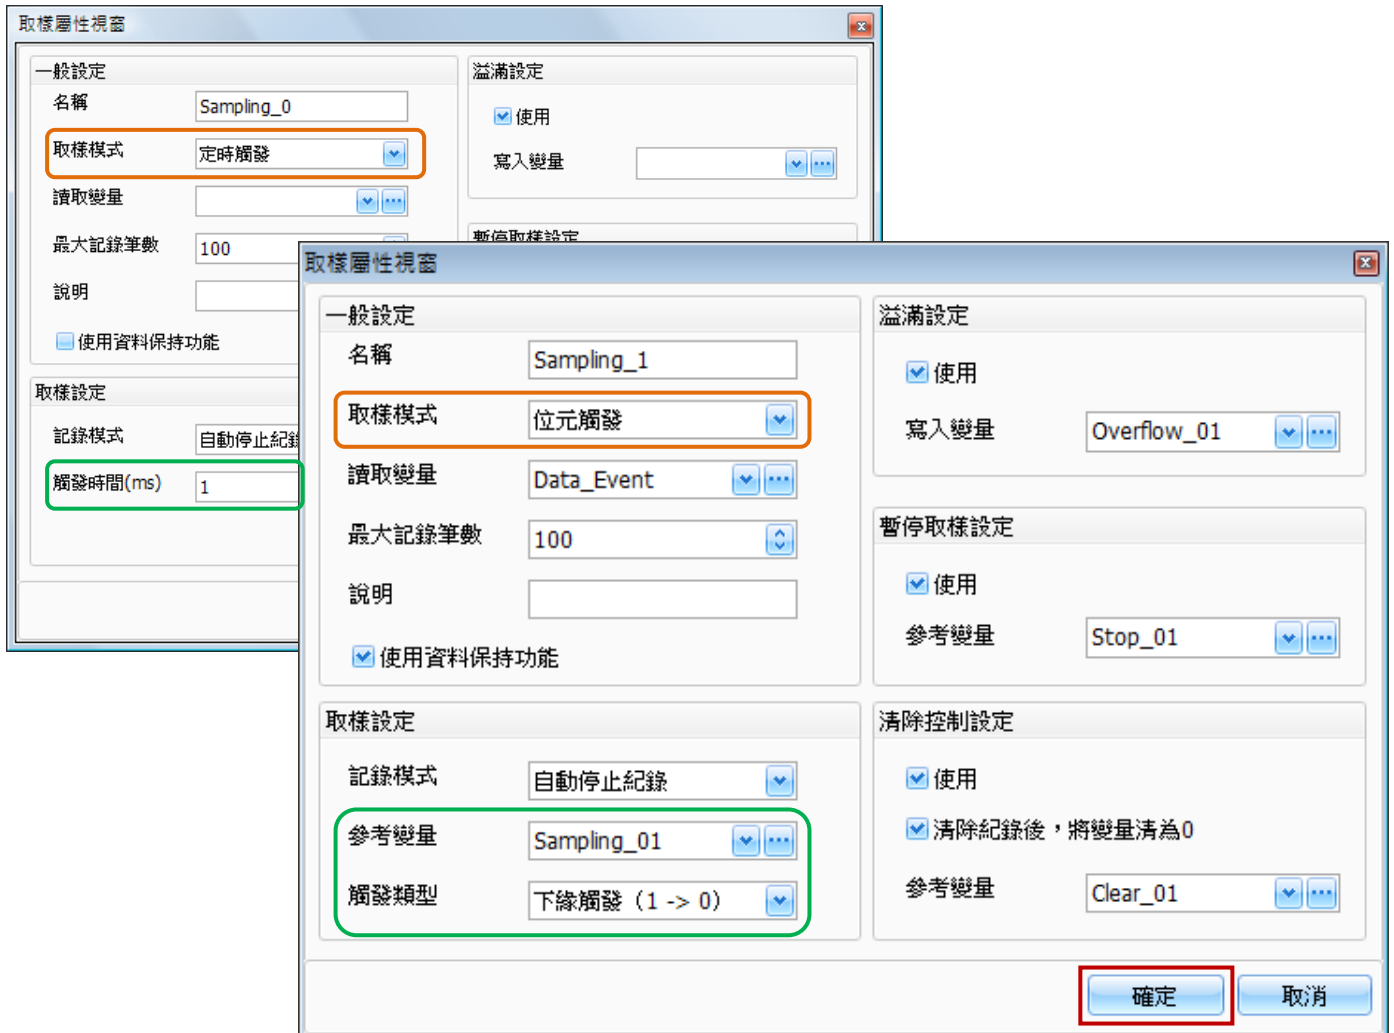 取樣屬性視窗
一般設定
名稱
Sampling_0
取樣模式
定時觸發
讀取變量
最大記錄筆數
100
說明
使用資料保持功能
取樣設定
記錄模式
自動停止紀錄
觸發時間(ms)
1
溢滿設定
使用
寫入變量
暫停取樣設定
取樣屬性視窗
一般設定
名稱
Sampling_1
取樣模式
位元觸發
讀取變量
Data_Event
最大記錄筆數
100
說明
使用資料保持功能
取樣設定
記錄模式
自動停止紀錄
參考變量
Sampling_01
觸發類型
下緣觸發（1 -> 0）
溢滿設定
使用
寫入變量
Overflow_01
暫停取樣設定
使用
參考變量
Stop_01
清除控制設定
使用
清除紀錄後，將變量清為0
參考變量
Clear_01
確定
取消